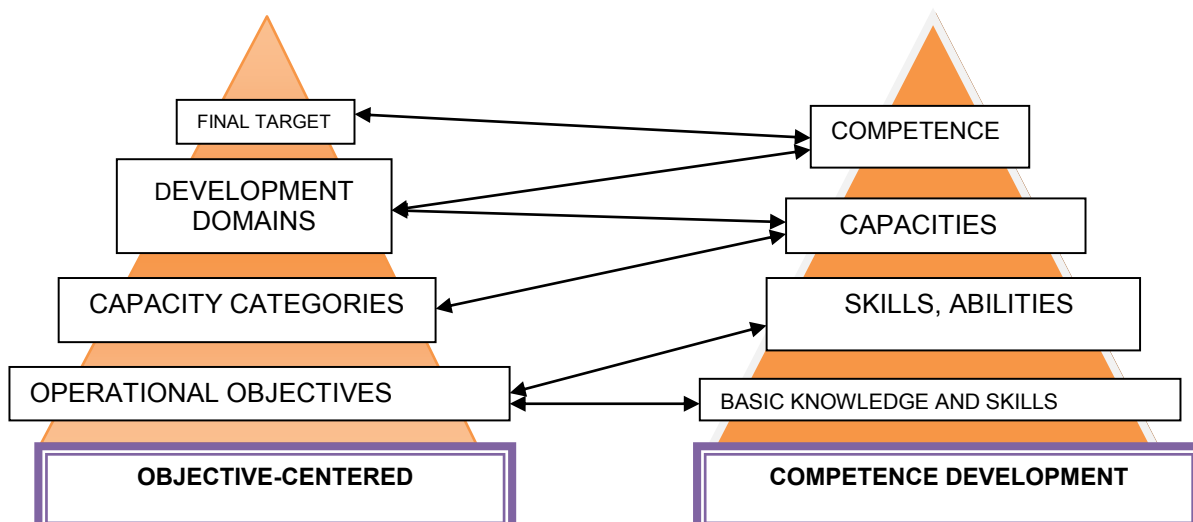 FINAL TARGET
DEVELOPMENT
DOMAINS
CAPACITY CATEGORIES
OPERATIONAL OBJECTIVES
OBJECTIVE-CENTERED
COMPETENCE
CAPACITIES
SKILLS, ABILITIES
BASIC KNOWLEDGE AND SKILLS
COMPETENCE DEVELOPMENT